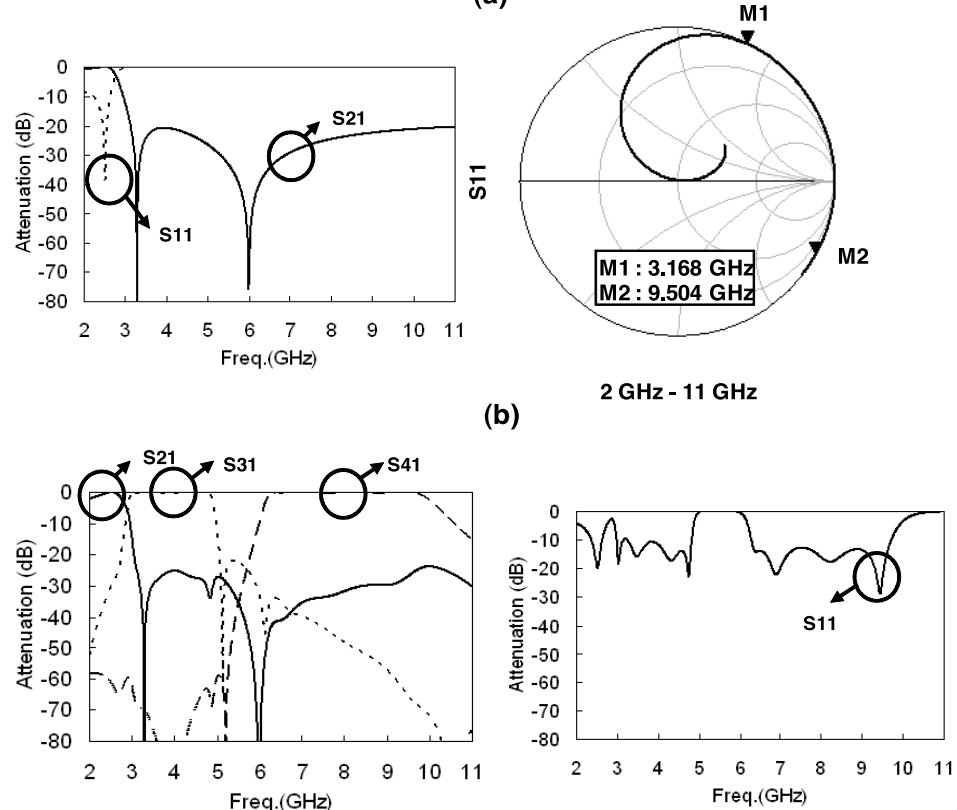 (a)
M1
0
-10
-20
-30
-40
-50
-60
-70
-80
Attenuation (dB)
S21
S11
2 3 4 5 6 7 8 9 10 11
Freq.(GHz)
S11
M2
M1 : 3.168 GHz
M2 : 9.504 GHz
2 GHz - 11 GHz
(b)
S21
S31
S41
0
-10
-20
-30
-40
-50
-60
-70
-80
Attenuation (dB)
2 3 4 5 6 7 8 9 10 11
Freq.(GHz)
0
-10
-20
-30
-40
-50
-60
-70
-80
Attenuation (dB)
S11
2 3 4 5 6 7 8 9 10 11
Freq.(GHz)